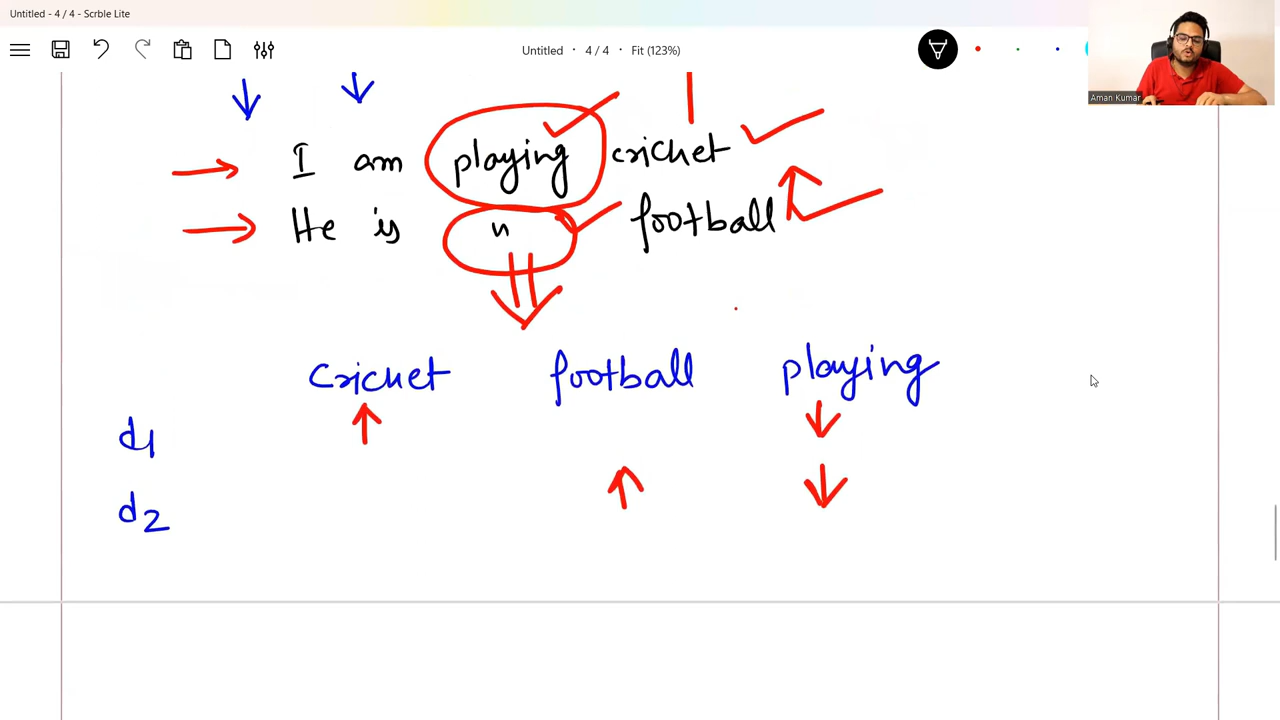 Untitled - 4 / 4 - Scrble Lite
Untitled • 4 / 4 • Fit (123%)
Aman Kumar
I am playing cricket
He is " football
cricket football playing
d1
d2